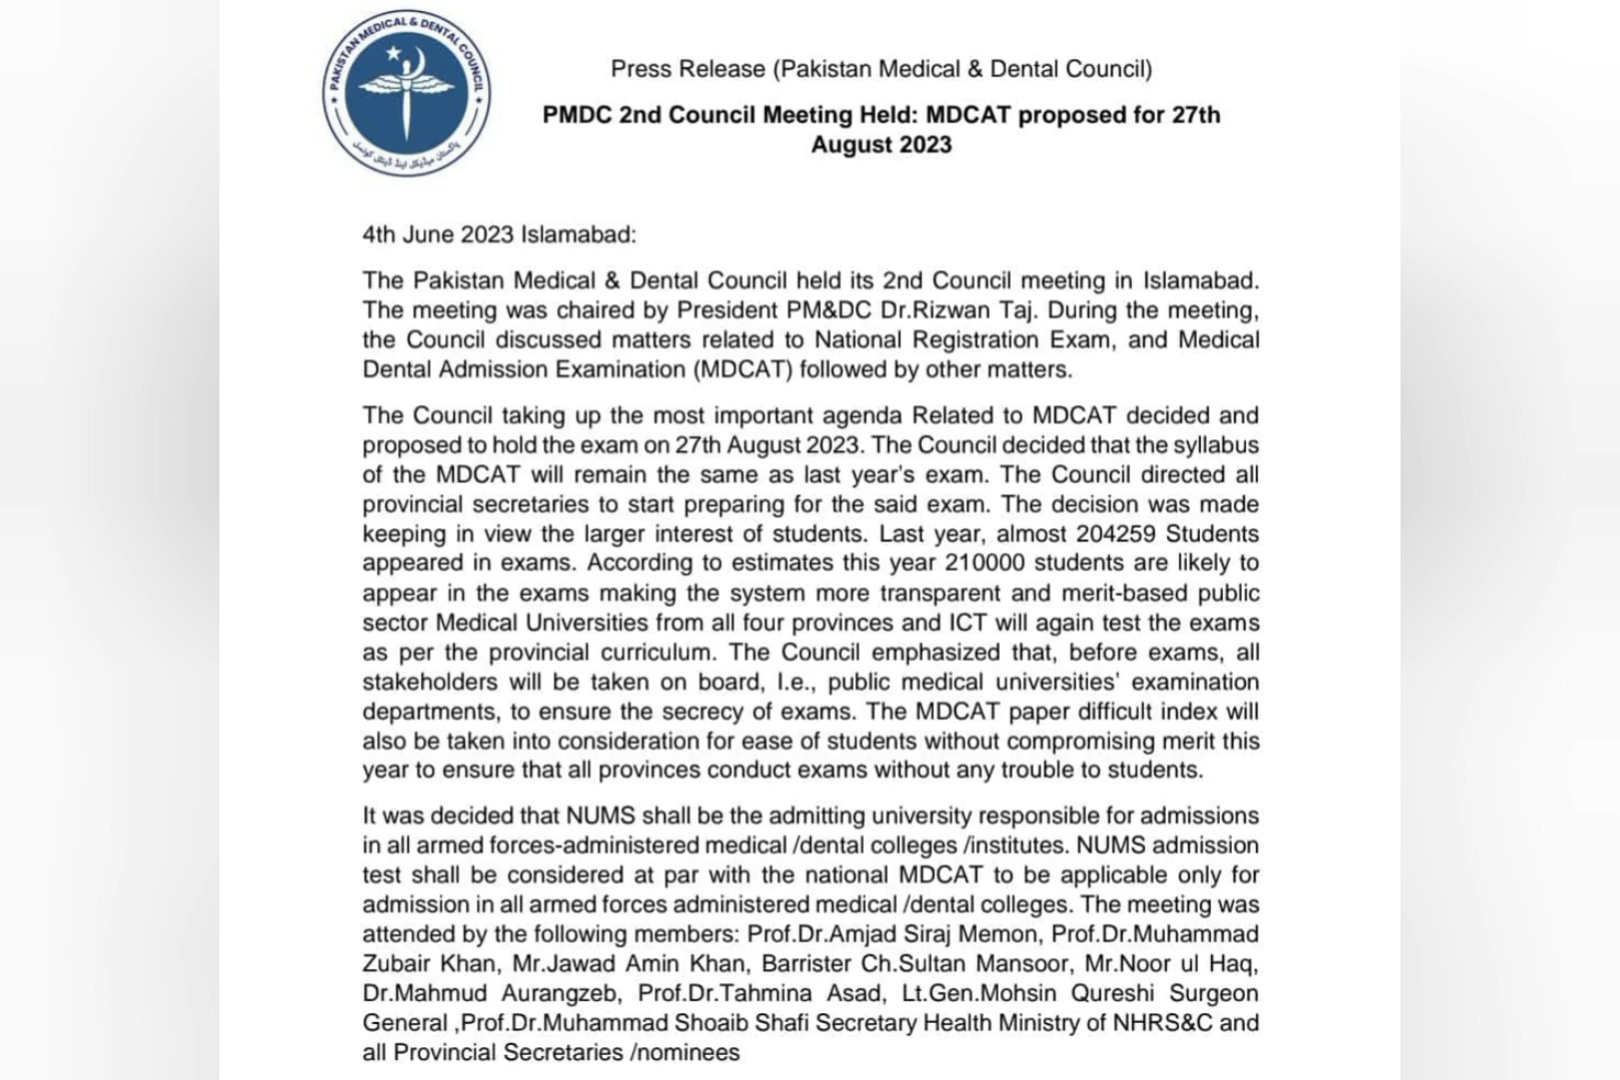 PAKISTAN MEDICAL & DENTAL COUNCIL
پاکستان میڈیکل اینڈ ڈینٹل کونسل
Press Release (Pakistan Medical & Dental Council)
PMDC 2nd Council Meeting Held: MDCAT proposed for 27th
August 2023
4th June 2023 Islamabad:
The Pakistan Medical & Dental Council held its 2nd Council meeting in Islamabad.
The meeting was chaired by President PM&DC Dr.Rizwan Taj. During the meeting,
the Council discussed matters related to National Registration Exam, and Medical
Dental Admission Examination (MDCAT) followed by other matters.
The Council taking up the most important agenda Related to MDCAT decided and
proposed to hold the exam on 27th August 2023. The Council decided that the syllabus
of the MDCAT will remain the same as last year's exam. The Council directed all
provincial secretaries to start preparing for the said exam. The decision was made
keeping in view the larger interest of students. Last year, almost 204259 Students
appeared in exams. According to estimates this year 210000 students are likely to
appear in the exams making the system more transparent and merit-based public
sector Medical Universities from all four provinces and ICT will again test the exams
as per the provincial curriculum. The Council emphasized that, before exams, all
stakeholders will be taken on board, I.e., public medical universities' examination
departments, to ensure the secrecy of exams. The MDCAT paper difficult index will
also be taken into consideration for ease of students without compromising merit this
year to ensure that all provinces conduct exams without any trouble to students.
It was decided that NUMS shall be the admitting university responsible for admissions
in all armed forces-administered medical /dental colleges /institutes. NUMS admission
test shall be considered at par with the national MDCAT to be applicable only for
admission in all armed forces administered medical /dental colleges. The meeting was
attended by the following members: Prof.Dr.Amjad Siraj Memon, Prof.Dr.Muhammad
Zubair Khan, Mr.Jawad Amin Khan, Barrister Ch.Sultan Mansoor, Mr.Noor ul Haq,
Dr.Mahmud Aurangzeb, Prof.Dr.Tahmina Asad, Lt.Gen.Mohsin Qureshi Surgeon
General ,Prof.Dr.Muhammad Shoaib Shafi Secretary Health Ministry of NHRS&C and
all Provincial Secretaries /nominees